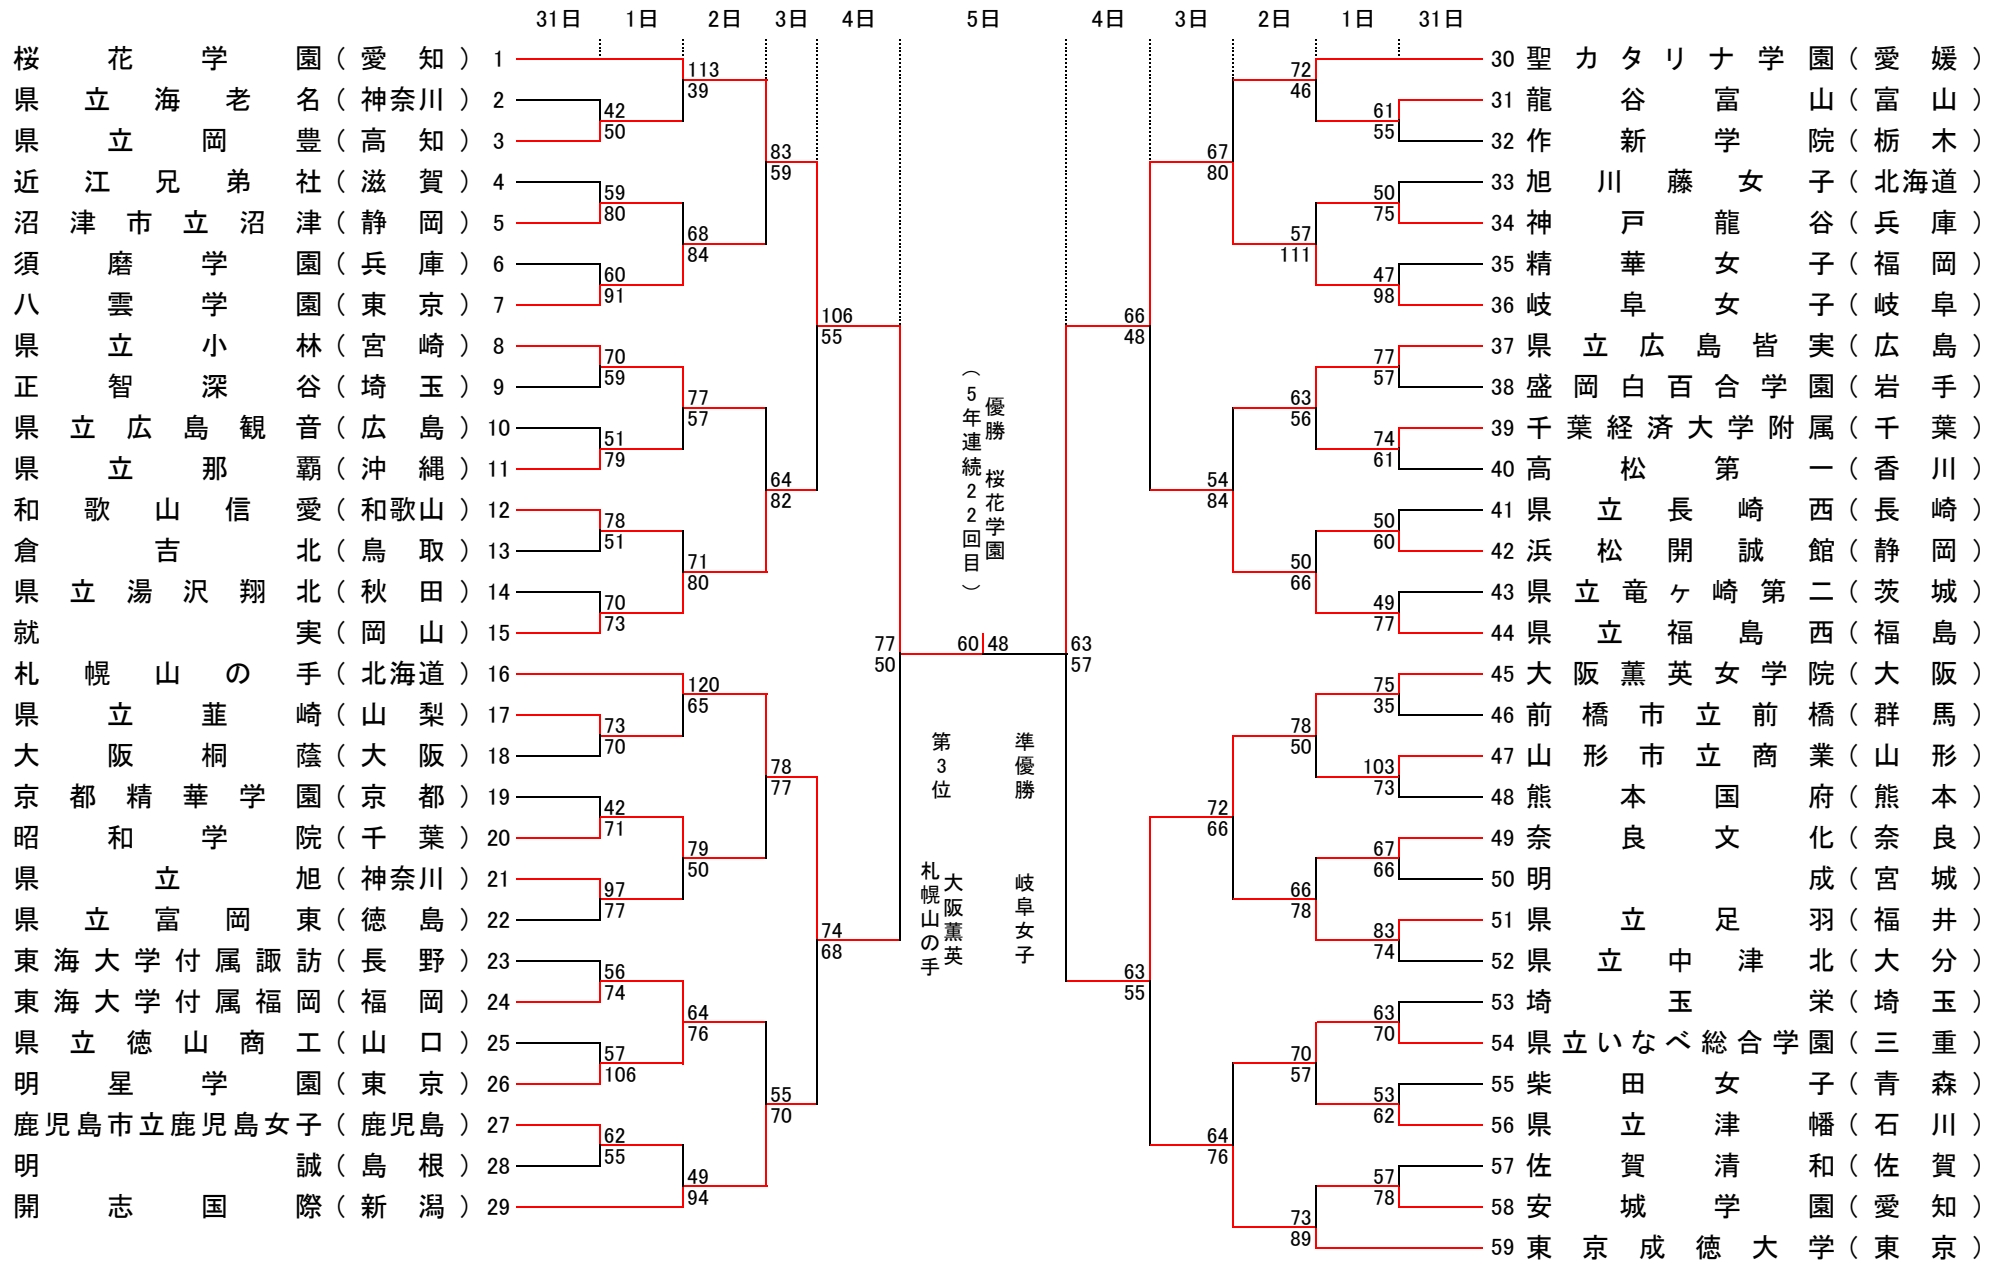 31日 1日 2日 3日 4日 5日 4日 3日 2日 1日 31日
桜花学園(愛知) 1
県立海老名(神奈川) 2
県立岡豊(高知) 3
近江兄弟社(滋賀) 4
沼津市立沼津(静岡) 5
須磨学園(兵庫) 6
八雲学園(東京) 7
県立小林(宮崎) 8
正智深谷(埼玉) 9
県立広島観音(広島) 10
県立那覇(沖縄) 11
和歌山信愛(和歌山) 12
倉吉北(鳥取) 13
県立湯沢翔北(秋田) 14
就実(岡山) 15
札幌山の手(北海道) 16
県立韮崎(山梨) 17
大阪桐蔭(大阪) 18
京都精華学園(京都) 19
昭和学院(千葉) 20
県立旭(神奈川) 21
県立富岡東(徳島) 22
東海大学付属諏訪(長野) 23
東海大学付属福岡(福岡) 24
県立徳山商工(山口) 25
明星学園(東京) 26
鹿児島市立鹿児島女子(鹿児島) 27
明誠(島根) 28
開志国際(新潟) 29
42
50
59
80
60
91
70
59
51
79
78
51
70
73
73
70
42
71
97
77
56
74
57
106
62
55
113
39
68
84
77
57
71
80
120
65
79
50
64
76
49
94
83
59
64
82
78
77
55
70
106
55
74
68
77
50
60 48
優勝 桜花学園
(5年連続22回目)
準優勝 岐阜女子
第3位
大阪薫英
札幌山の手
63
57
66
48
63
55
67
80
54
84
72
66
64
76
72
46
57
111
63
56
50
66
78
50
66
78
70
57
73
89
61
55
50
75
47
98
77
57
74
61
50
60
49
77
75
35
103
73
67
66
83
74
63
70
53
62
57
78
30 聖カタリナ学園(愛媛)
31 龍谷富山(富山)
32 作新学院(栃木)
33 旭川藤女子(北海道)
34 神戸龍谷(兵庫)
35 精華女子(福岡)
36 岐阜女子(岐阜)
37 県立広島皆実(広島)
38 盛岡白百合学園(岩手)
39 千葉経済大学附属(千葉)
40 高松第一(香川)
41 県立長崎西(長崎)
42 浜松開誠館(静岡)
43 県立竜ヶ崎第二(茨城)
44 県立福島西(福島)
45 大阪薫英女学院(大阪)
46 前橋市立前橋(群馬)
47 山形市立商業(山形)
48 熊本国府(熊本)
49 奈良文化(奈良)
50 明成(宮城)
51 県立足羽(福井)
52 県立中津北(大分)
53 埼玉栄(埼玉)
54 県立いなべ総合学園(三重)
55 柴田女子(青森)
56 県立津幡(石川)
57 佐賀清和(佐賀)
58 安城学園(愛知)
59 東京成徳大学(東京)